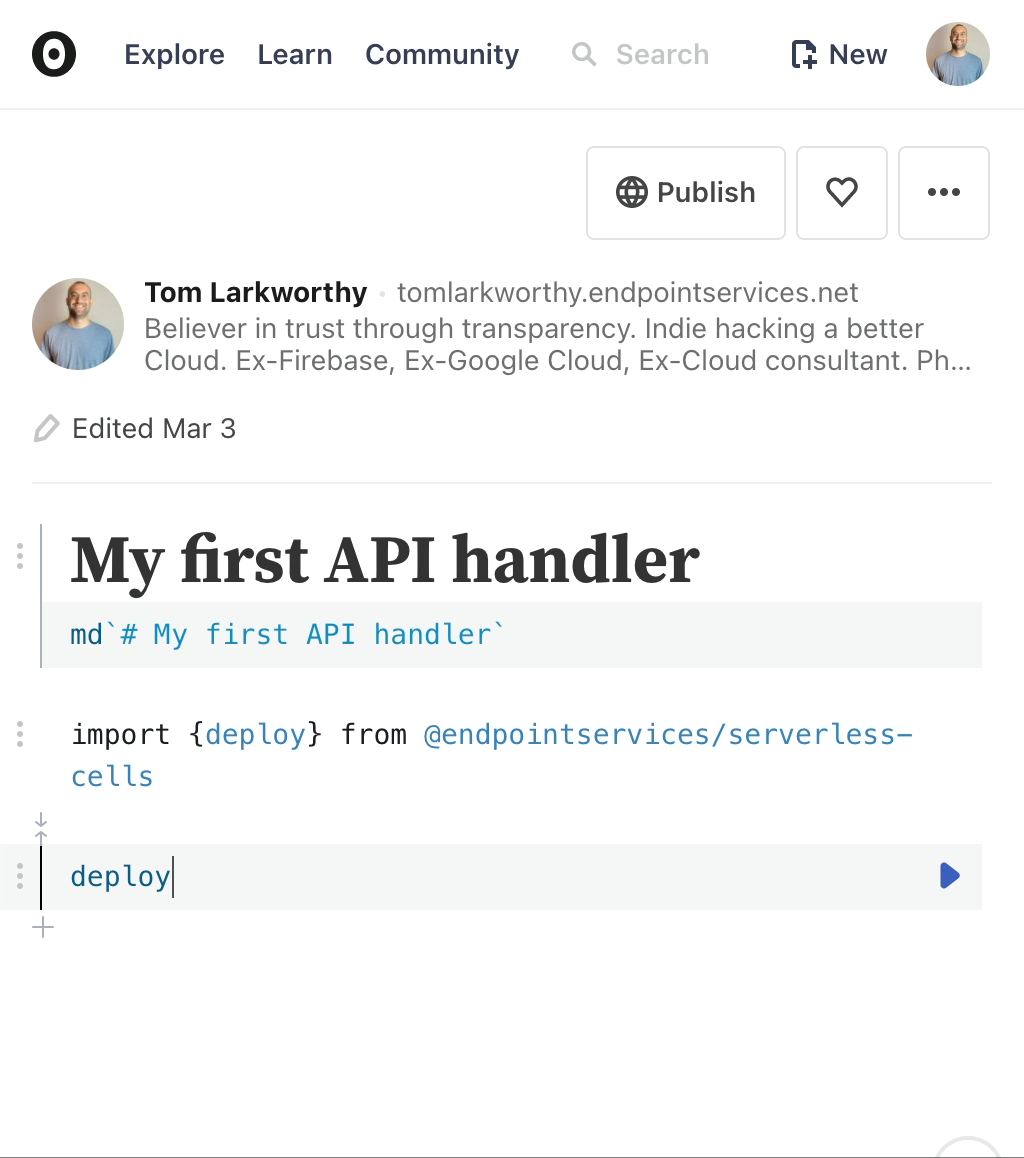 Explore Learn Community Search New
Publish
Tom Larkworthy • tomlarkworthy.endpointservices.net
Believer in trust through transparency. Indie hacking a better
Cloud. Ex-Firebase, Ex-Google Cloud, Ex-Cloud consultant. Ph...
Edited Mar 3
My first API handler
md`# My first API handler`
import {deploy} from @endpointservices/serverless-
cells
deploy